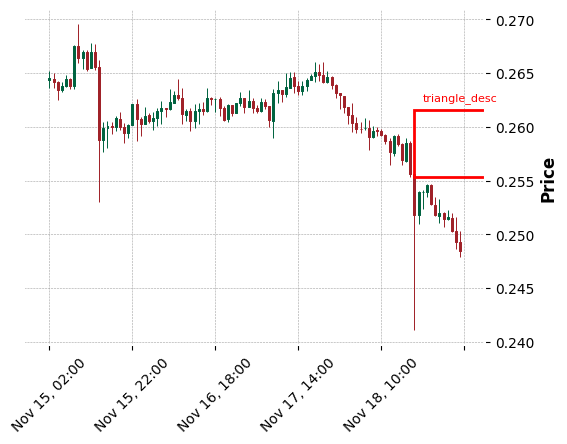 0.270
0.265
triangle_desc
0.260
0.255
Price
0.250
0.245
0.240
Nov 15, 02:00
Nov 15, 22:00
Nov 16, 18:00
Nov 17, 14:00
Nov 18, 10:00